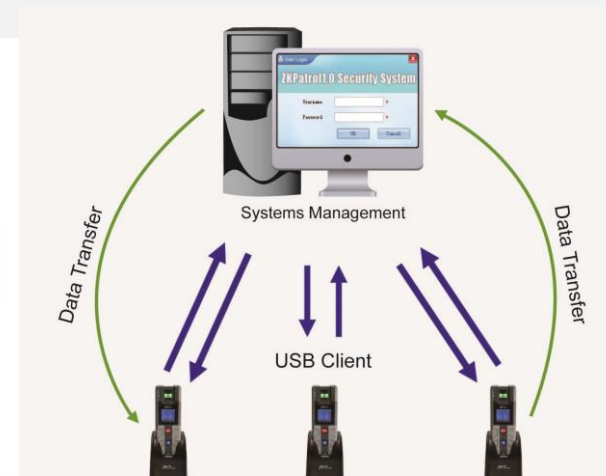 User Login
ZKPatrol1.0 Security System
Username
Password
OK
Cancel
Systems Management
Data Transfer
Data Transfer
USB Client